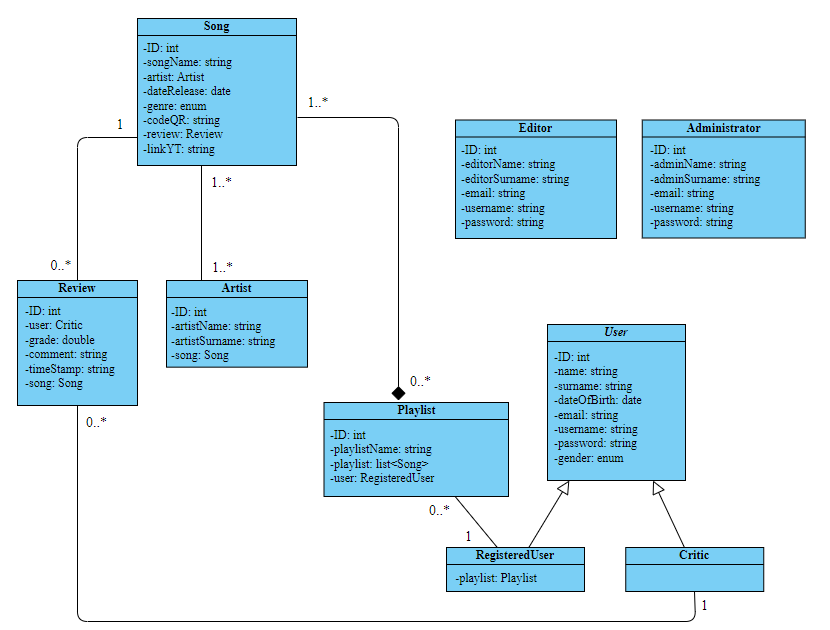 Song
-ID: int
-songName: string
-artist: Artist
-dateRelease: date
-genre: enum
-codeQR: string
-review: Review
-linkYT: string
1
1..*
1..*
0..*
1..*
Editor
-ID: int
-editorName: string
-editorSurname: string
-email: string
-username: string
-password: string
Administrator
-ID: int
-adminName: string
-adminSurname: string
-email: string
-username: string
-password: string
Review
-ID: int
-user: Critic
-grade: double
-comment: string
-timeStamp: string
-song: Song
0..*
Artist
-ID: int
-artistName: string
-artistSurname: string
-song: Song
User
-ID: int
-name: string
-surname: string
-dateOfBirth: date
-email: string
-username: string
-password: string
-gender: enum
0..*
Playlist
-ID: int
-playlistName: string
-playlist: list<Song>
-user: RegisteredUser
0..*
1
RegisteredUser
-playlist: Playlist
Critic
1